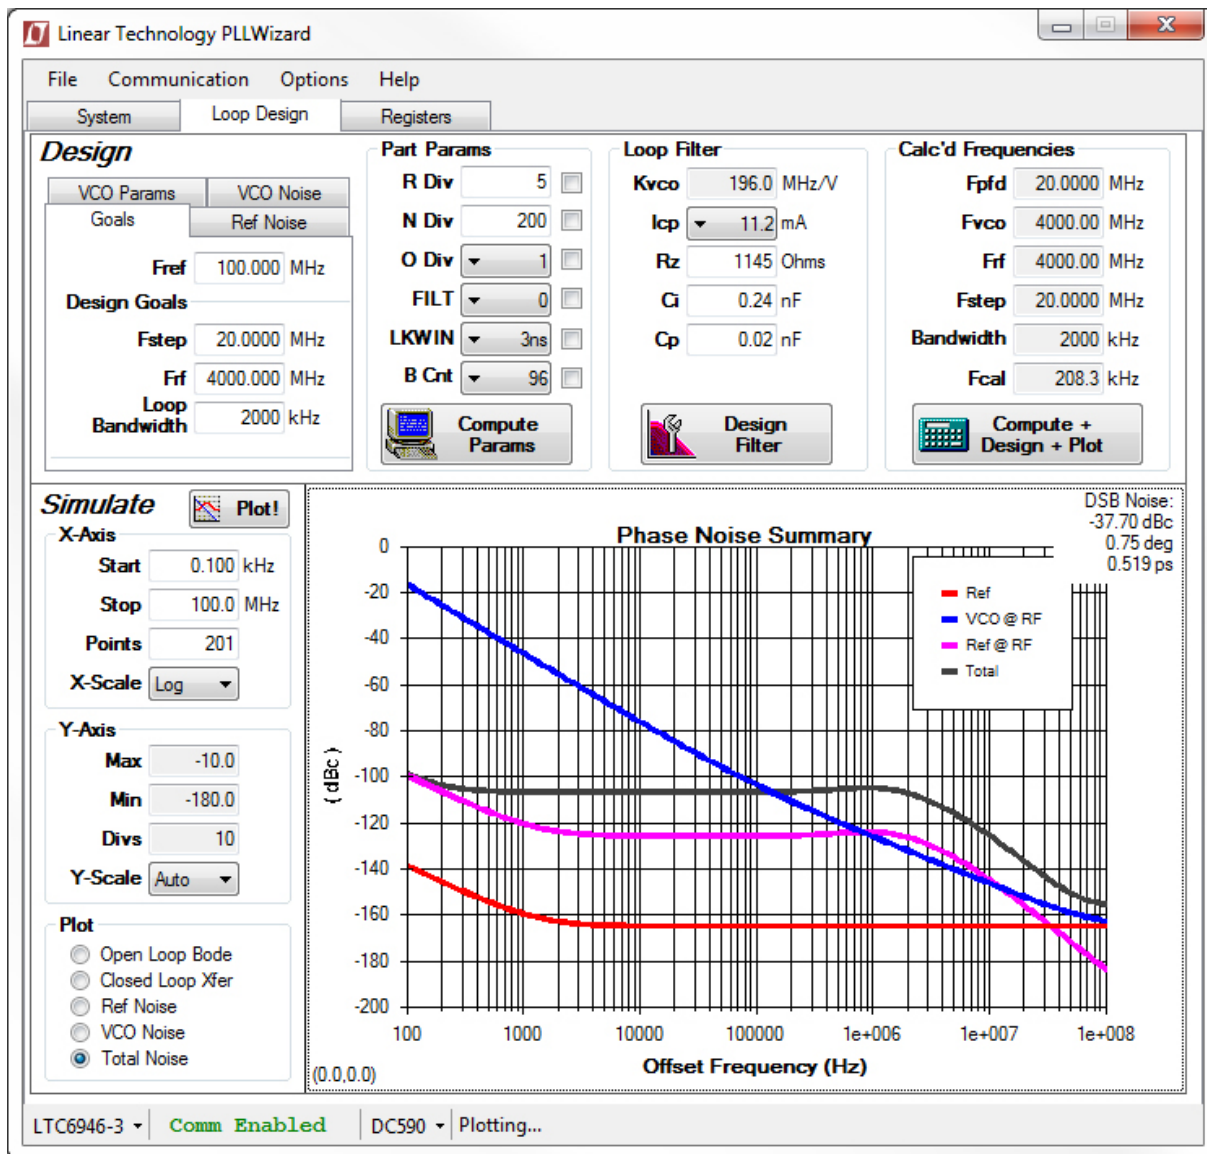 Linear Technology PLLWizard
File Communication Options Help
System Loop Design Registers
Design
VCO Params VCO Noise
Goals Ref Noise
Fref 100.000 MHz
Design Goals
Fstep 20.0000 MHz
Frf 4000.000 MHz
Loop
Bandwidth 2000 kHz
Part Params
R Div 5
N Div 200
O Div 1
FILT 0
LKWIN 3ns
B Cnt 96
Compute
Params
Loop Filter
Kvco 196.0 MHz/V
Icp 11.2 mA
Rz 1145 Ohms
Ci 0.24 nF
Cp 0.02 nF
Design
Filter
Calc'd Frequencies
Fpfd 20.0000 MHz
Fvco 4000.00 MHz
Frf 4000.00 MHz
Fstep 20.0000 MHz
Bandwidth 2000 kHz
Fcal 208.3 kHz
Compute +
Design + Plot
Simulate Plot!
X-Axis
Start 0.100 kHz
Stop 100.0 MHz
Points 201
X-Scale Log
Y-Axis
Max -10.0
Min -180.0
Divs 10
Y-Scale Auto
Plot
Open Loop Bode
Closed Loop Xfer
Ref Noise
VCO Noise
Total Noise
DSB Noise:
-37.70 dBc
0.75 deg
0.519 ps
Phase Noise Summary
Ref
VCO @ RF
Ref @ RF
Total
0
-20
-40
-60
-80
-100
-120
-140
-160
-180
-200
( dBc )
100 1000 10000 100000 1e+006 1e+007 1e+008
Offset Frequency (Hz)
(0.0,0.0)
LTC6946-3 Comm Enabled DC590 Plotting...